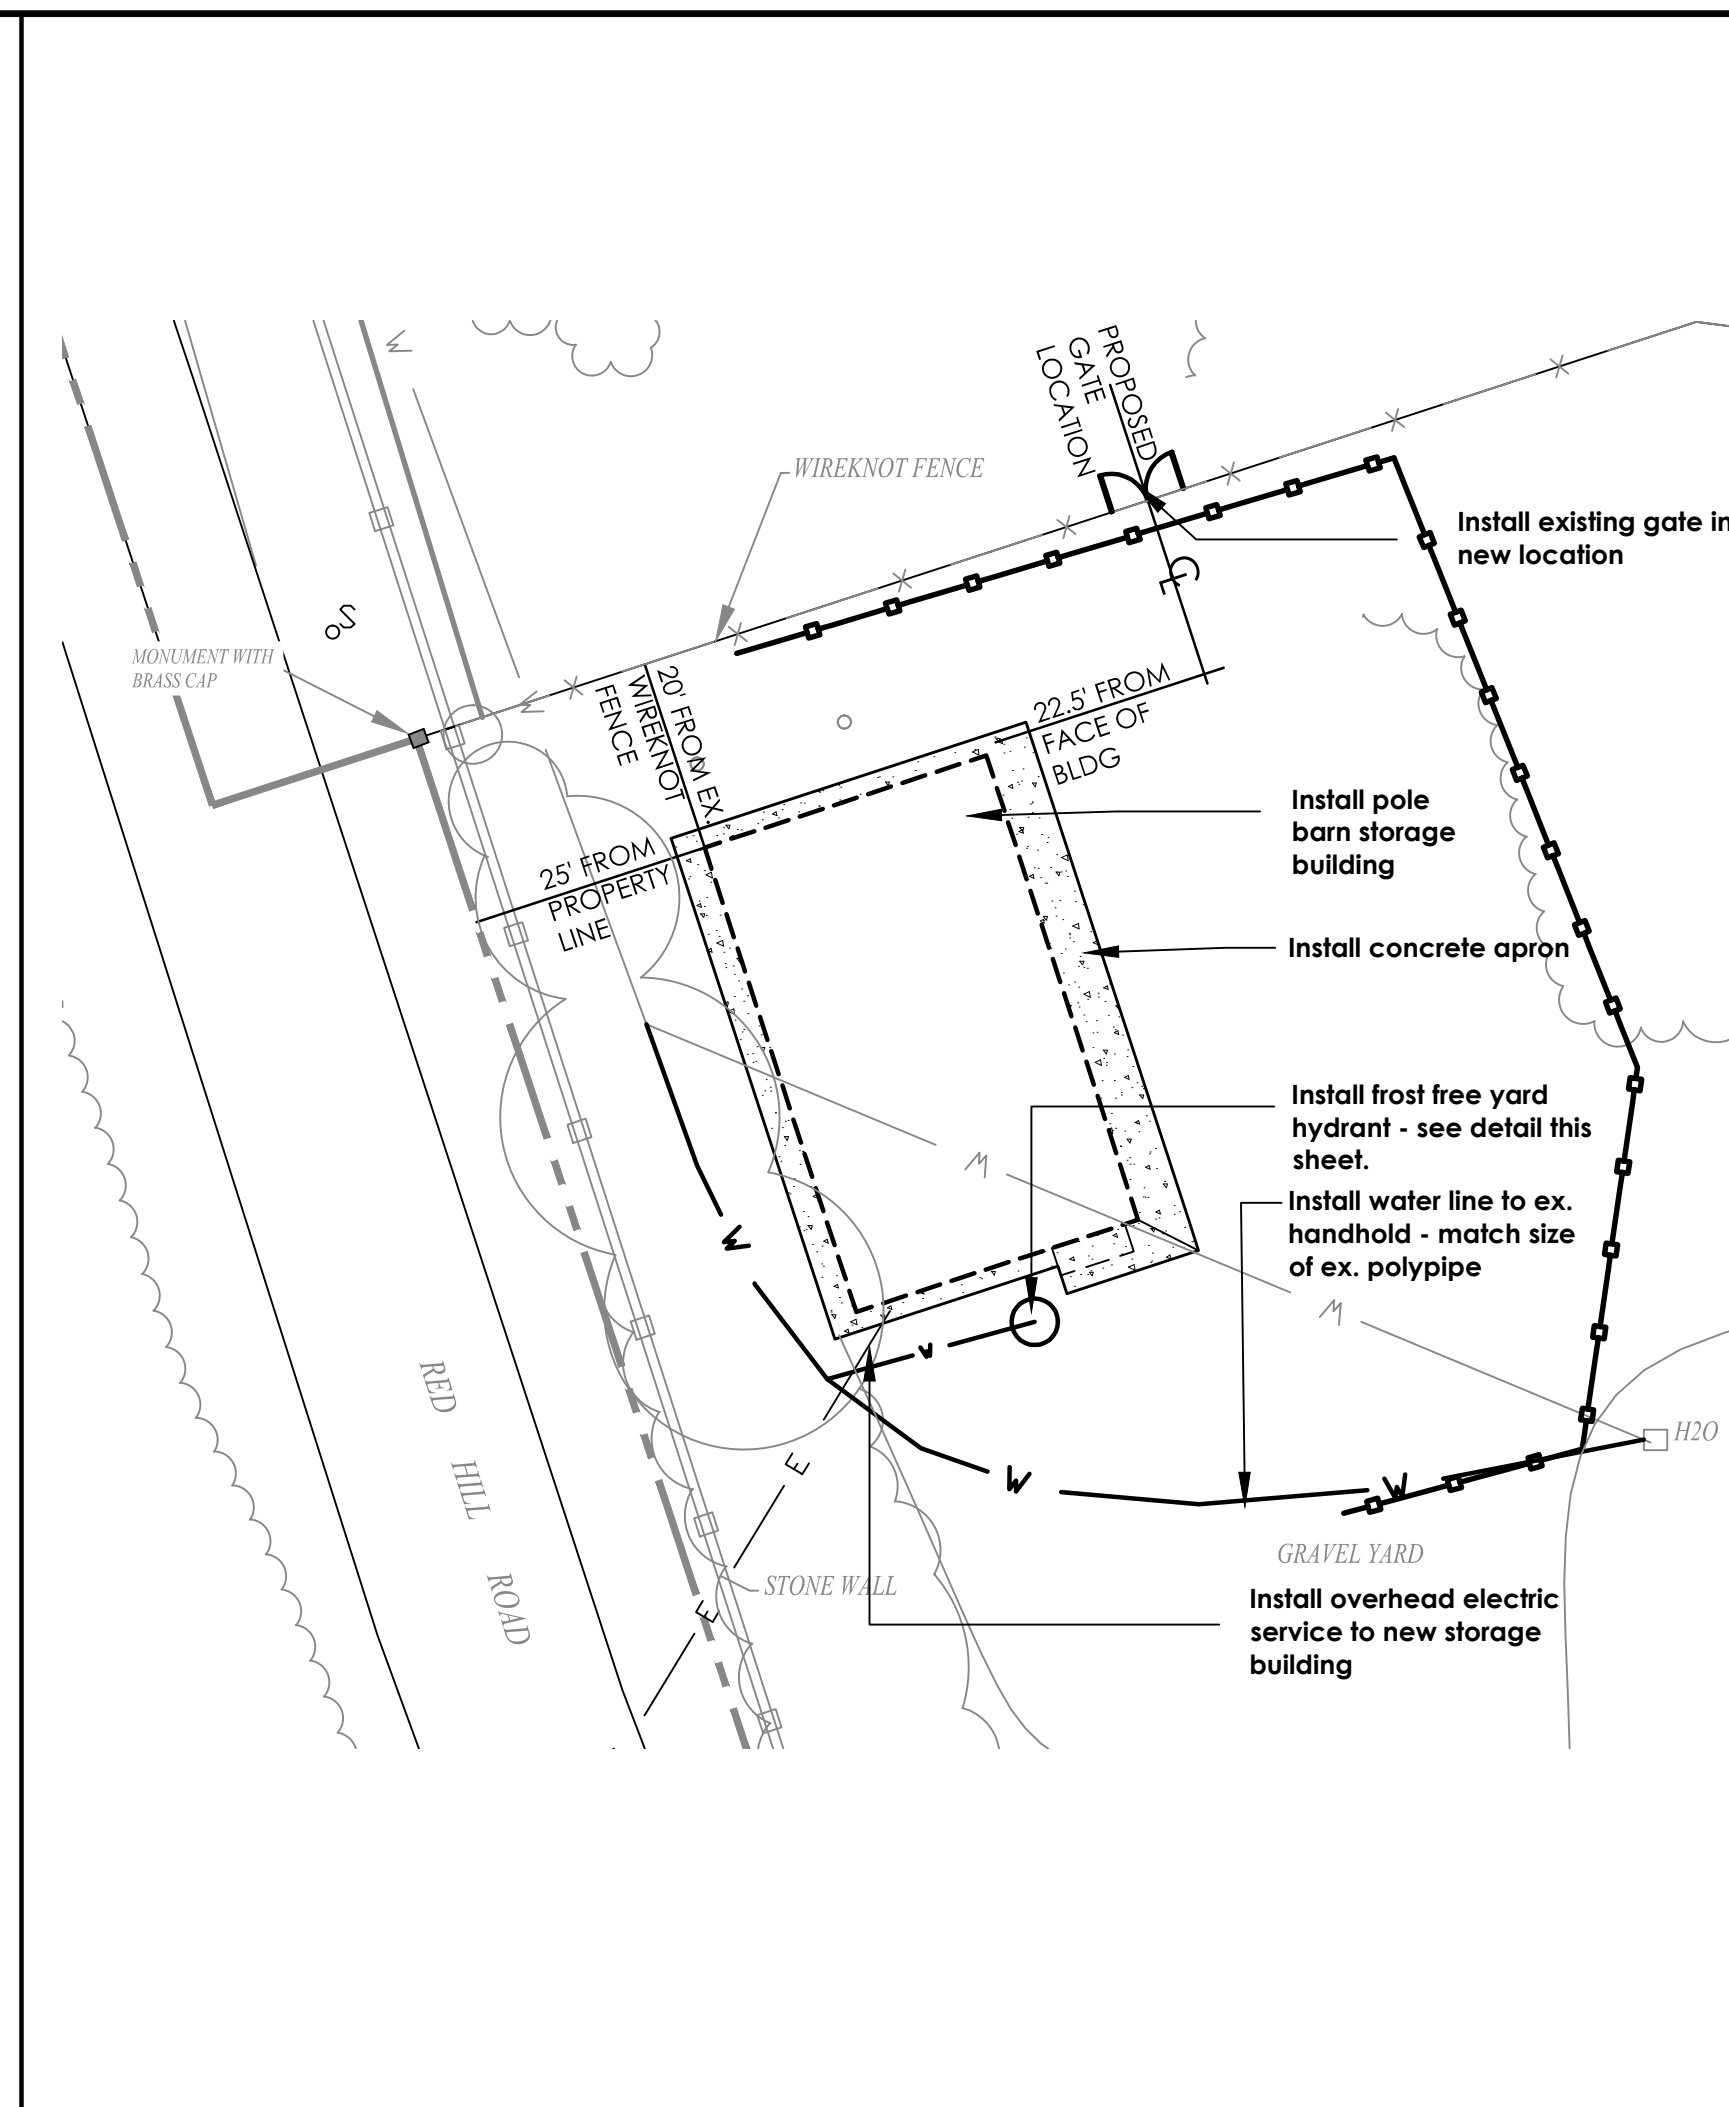 PROPOSED
GATE
LOCATION
WIREKNOT FENCE
Install existing gate in
new location
MONUMENT WITH
BRASS CAP
20' FROM EX.
WIREKNOT
FENCE
22.5' FROM
FACE OF
BLDG
CL
25' FROM
PROPERTY
LINE
Install pole
barn storage
building
Install concrete apron
Install frost free yard
hydrant - see detail this
sheet.
Install water line to ex.
handhold - match size
of ex. polypipe
W
W
W
W
W
W
W
W
E
E
H2O
RED HILL ROAD
GRAVEL YARD
STONE WALL
Install overhead electric
service to new storage
building